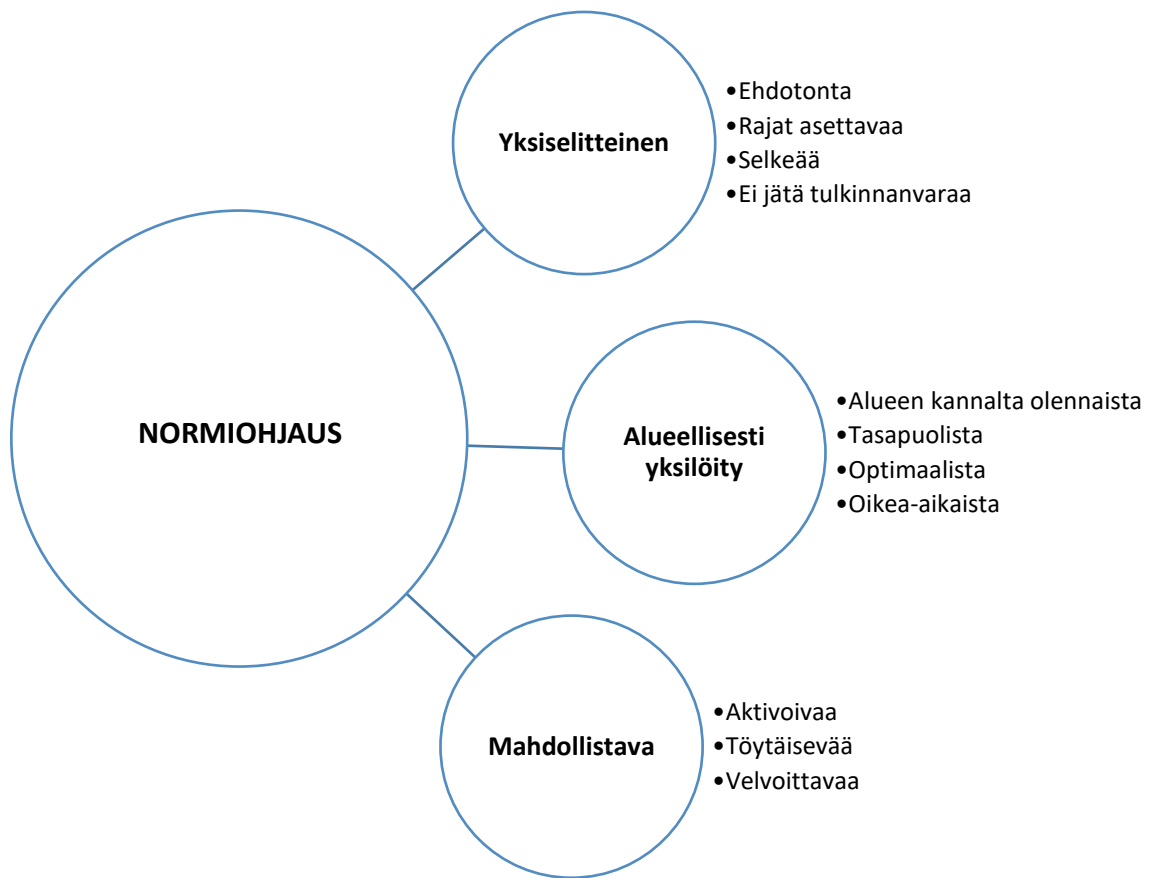 NORMIOHJAUS
Yksiselitteinen
•Ehdotonta
•Rajat asettavaa
•Selkeää
•Ei jätä tulkinnanvaraa
Alueellisesti
yksilöity
•Alueen kannalta olennaista
•Tasapuolista
•Optimaalista
•Oikea-aikaista
Mahdollistava
•Aktivoivaa
•Töytäisevää
•Velvoittavaa